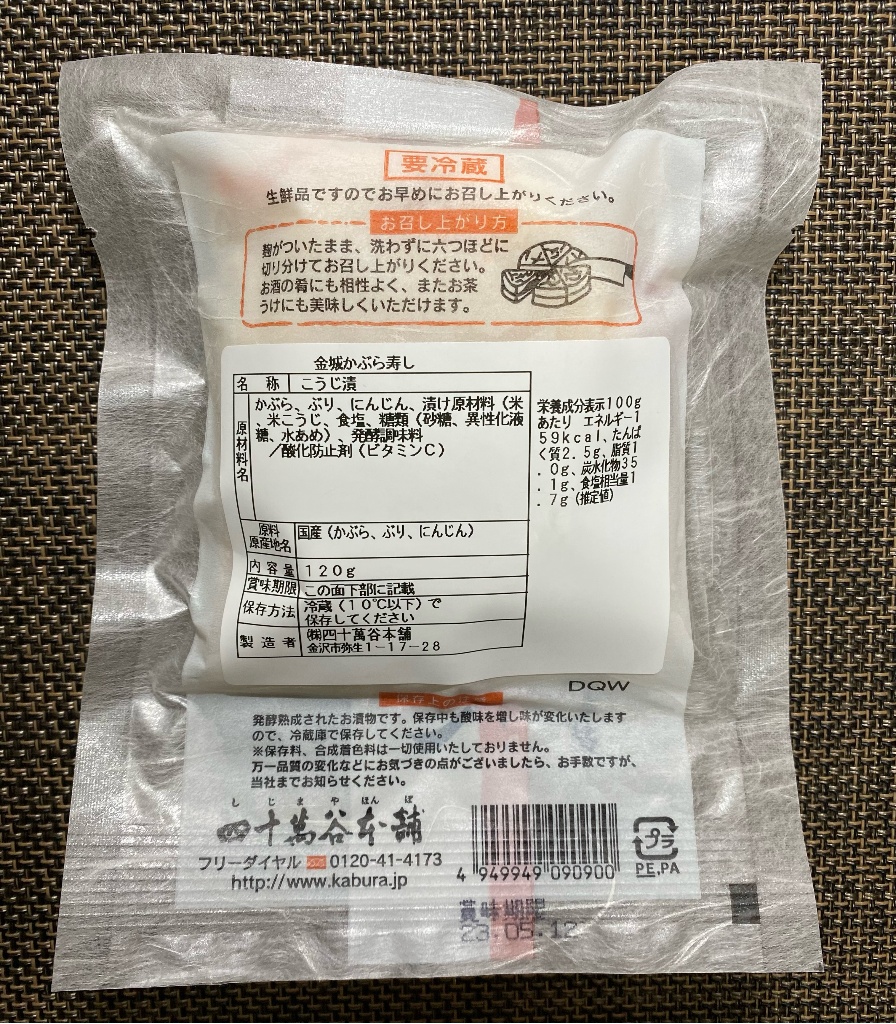 要冷蔵
生鮮品ですのでお早めにお召し上がりください。
お召し上がり方
麹がついたまま、洗わずに六つほどに
切り分けてお召し上がりください。
お酒の肴にも相性よく、またお茶
うけにも美味しくいただけます。
金城かぶら寿し
名 称 こうじ漬
原材料名 かぶら、ぶり、にんじん、漬け原材料（米
、米こうじ、食塩、糖類（砂糖、異性化液
糖、水あめ）、発酵調味料
／酸化防止剤（ビタミンC）
原料原産地名 国産（かぶら、ぶり、にんじん）
内容量 120g
賞味期限 この面下部に記載
保存方法 冷蔵（10℃以下）で
保存してください
製造者 ㈱四十萬谷本舗
金沢市弥生1-17-28
栄養成分表示100g
あたり エネルギー1
59kcal、たんぱ
く質2.5g、脂質1
.0g、炭水化物35
.1g、食塩相当量1
.7g（推定値）
DQW
保存上の
発酵熟成されたお漬物です。保存中も酸味を増し味が変化いたします
ので、冷蔵庫で保存してください。
※保存料、合成着色料は一切使用いたしておりません。
万一品質の変化などにお気づきの点がございましたら、お手数ですが、
当社までお知らせください。
しじまやほんぽ
四十萬谷本舗
フリーダイヤル 0120-41-4173
http://www.kabura.jp
4 949949 090900
プラ
PE,PA
賞味期限
23.05.12